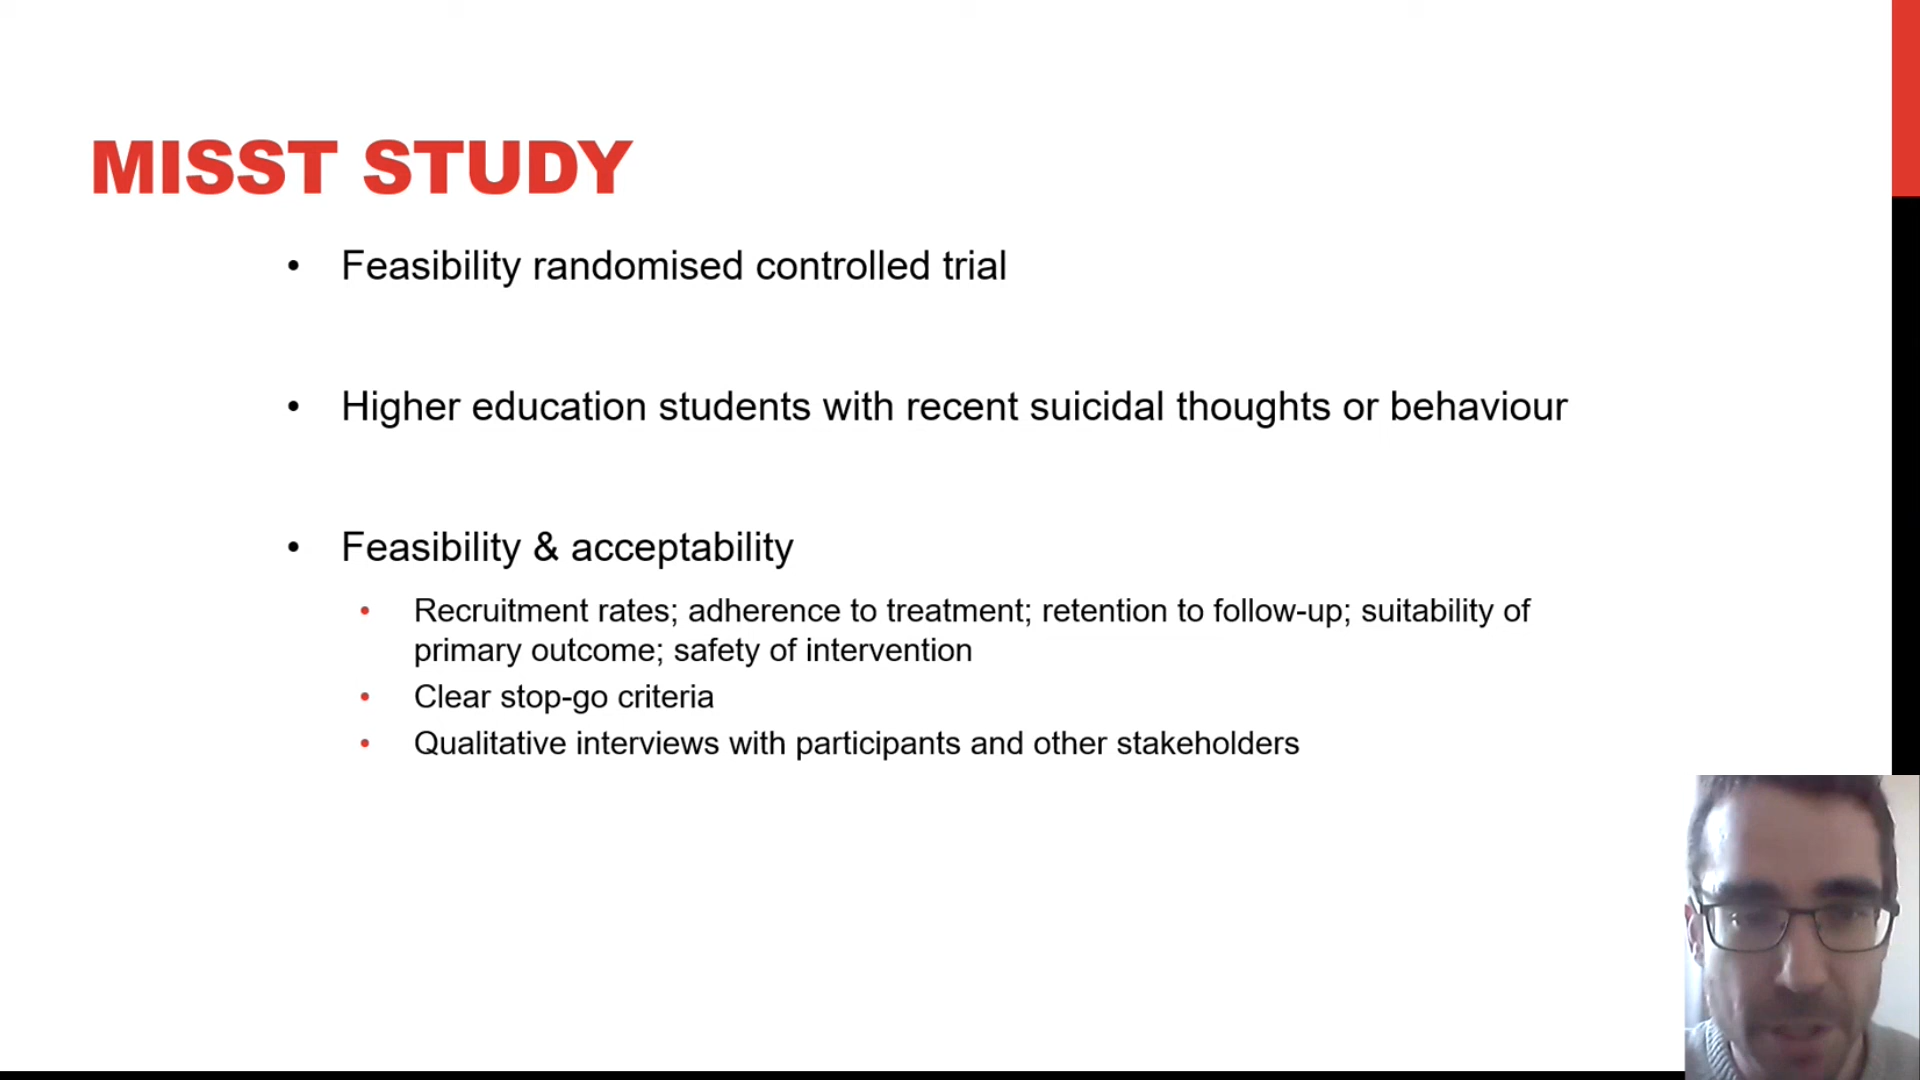 MISST STUDY
• Feasibility randomised controlled trial
• Higher education students with recent suicidal thoughts or behaviour
• Feasibility & acceptability
• Recruitment rates; adherence to treatment; retention to follow-up; suitability of
primary outcome; safety of intervention
• Clear stop-go criteria
• Qualitative interviews with participants and other stakeholders